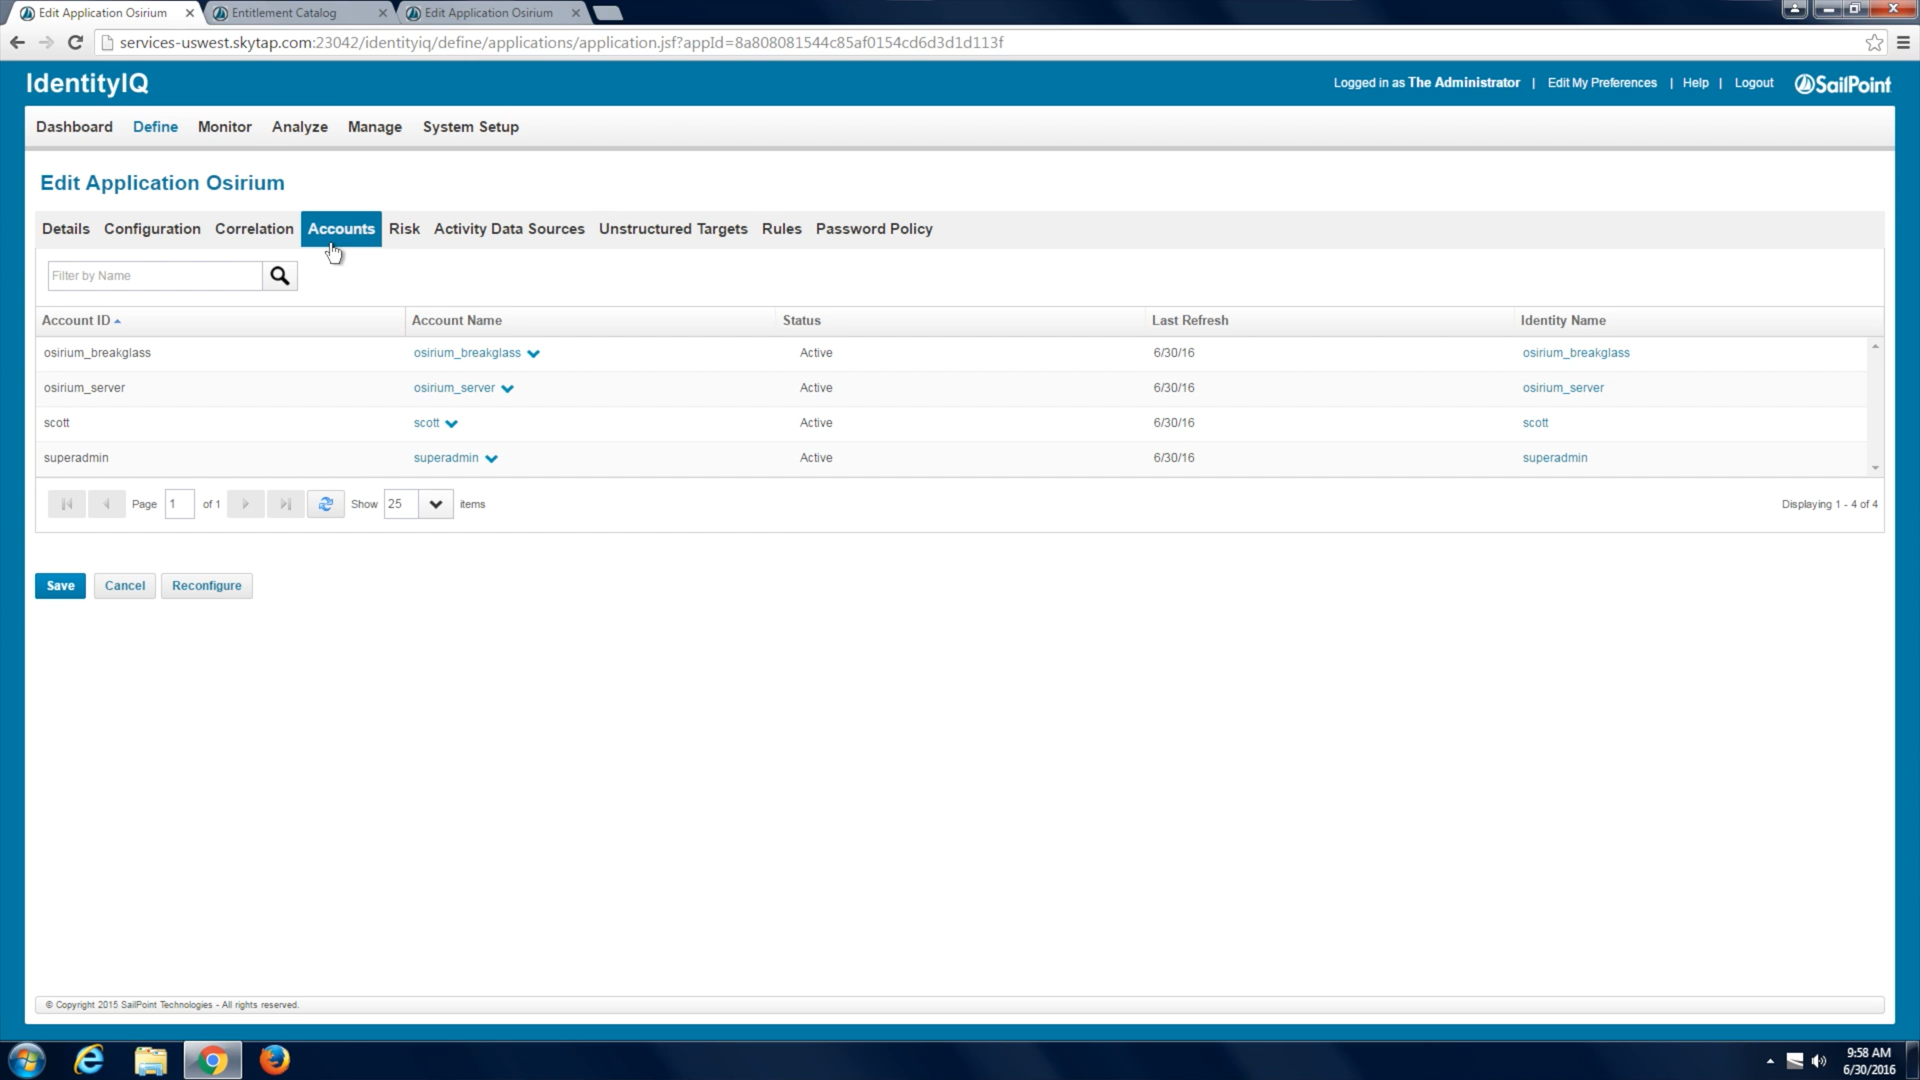 Edit Application Osirium
Entitlement Catalog
Edit Application Osirium
services-uswest.skytap.com:23042/identityiq/define/applications/application.jsf?appId=8a808081544c85af0154cd6d3d1d113f
IdentityIQ
Logged in as The Administrator | Edit My Preferences | Help | Logout
SailPoint
Dashboard Define Monitor Analyze Manage System Setup
Edit Application Osirium
Details Configuration Correlation Accounts Risk Activity Data Sources Unstructured Targets Rules Password Policy
Filter by Name
Account ID Account Name Status Last Refresh Identity Name
osirium_breakglass osirium_breakglass Active 6/30/16 osirium_breakglass
osirium_server osirium_server Active 6/30/16 osirium_server
scott scott Active 6/30/16 scott
superadmin superadmin Active 6/30/16 superadmin
Page 1 of 1 Show 25 items Displaying 1 - 4 of 4
Save Cancel Reconfigure
© Copyright 2015 SailPoint Technologies - All rights reserved.
9:58 AM
6/30/2016